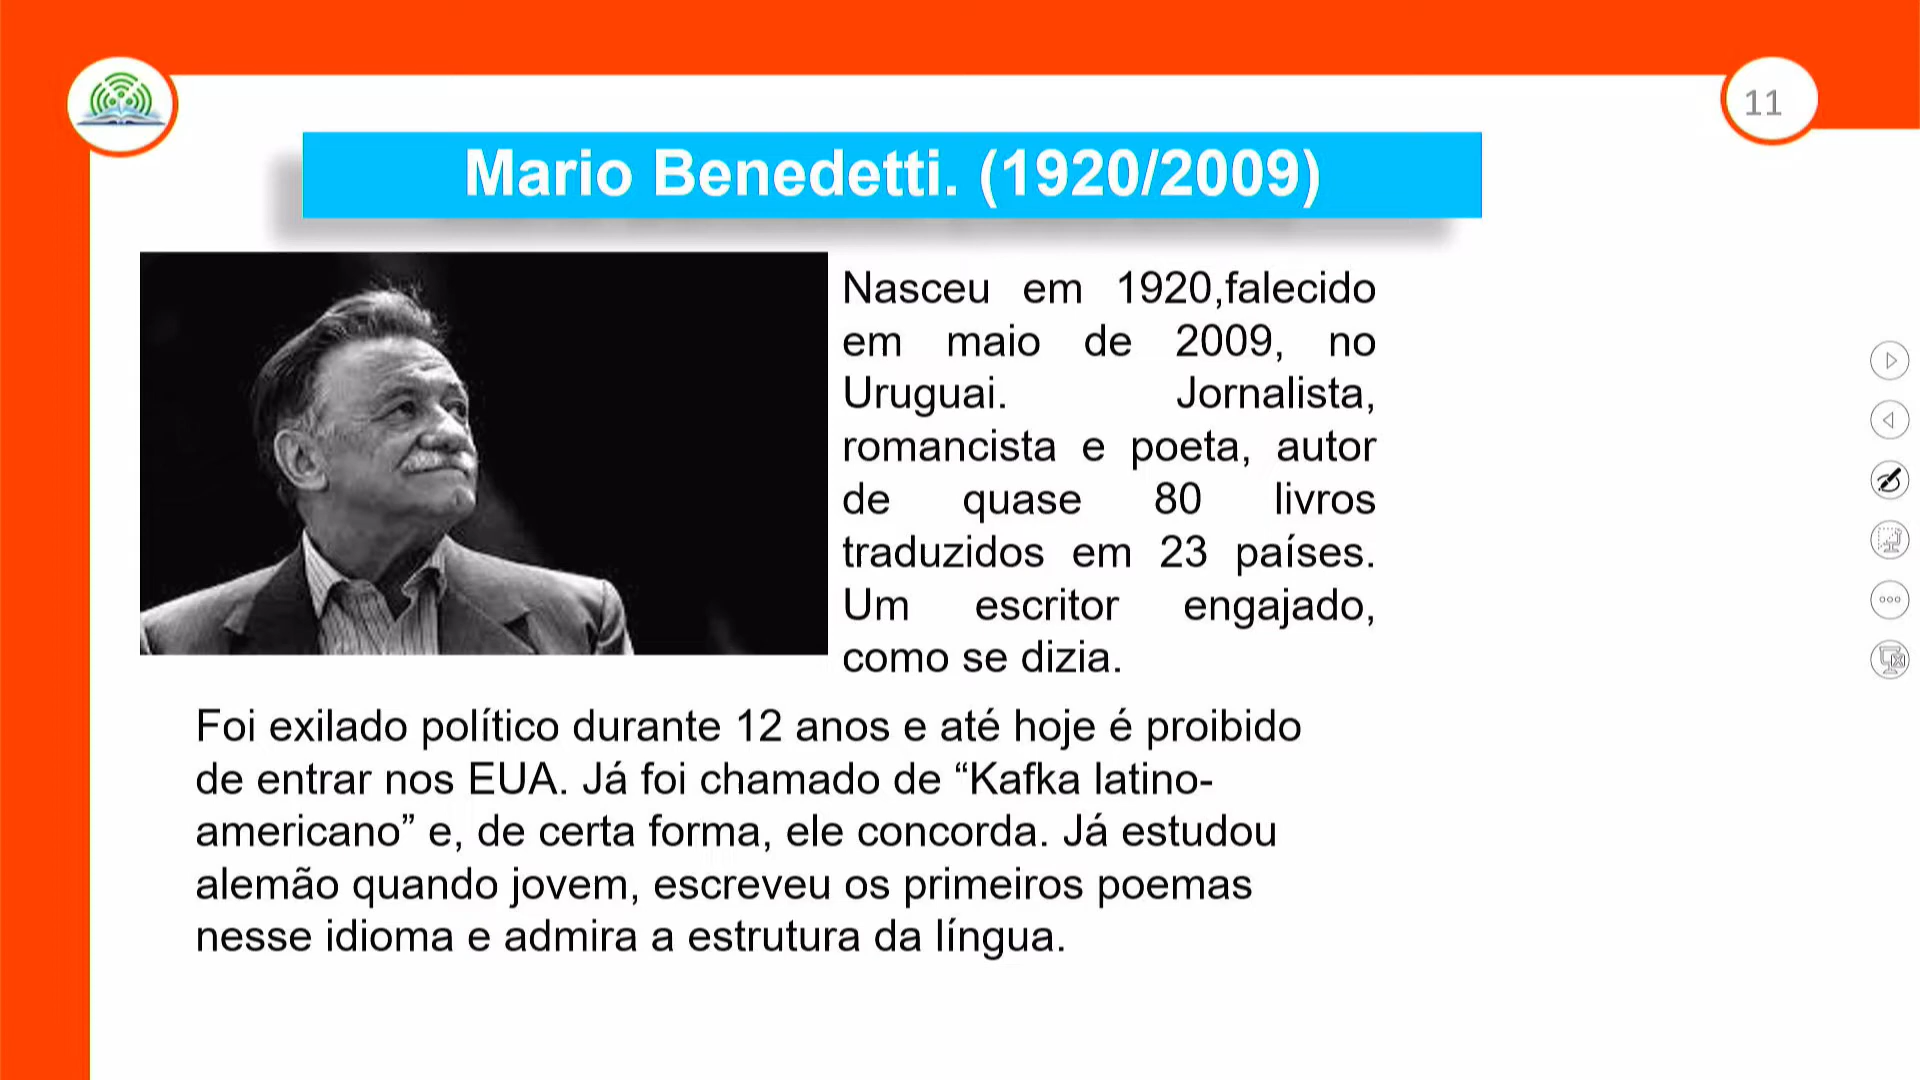 11
Mario Benedetti. (1920/2009)
Nasceu em 1920,falecido
em maio de 2009, no
Uruguai. Jornalista,
romancista e poeta, autor
de quase 80 livros
traduzidos em 23 países.
Um escritor engajado,
como se dizia.
Foi exilado político durante 12 anos e até hoje é proibido
de entrar nos EUA. Já foi chamado de “Kafka latino-
americano” e, de certa forma, ele concorda. Já estudou
alemão quando jovem, escreveu os primeiros poemas
nesse idioma e admira a estrutura da língua.